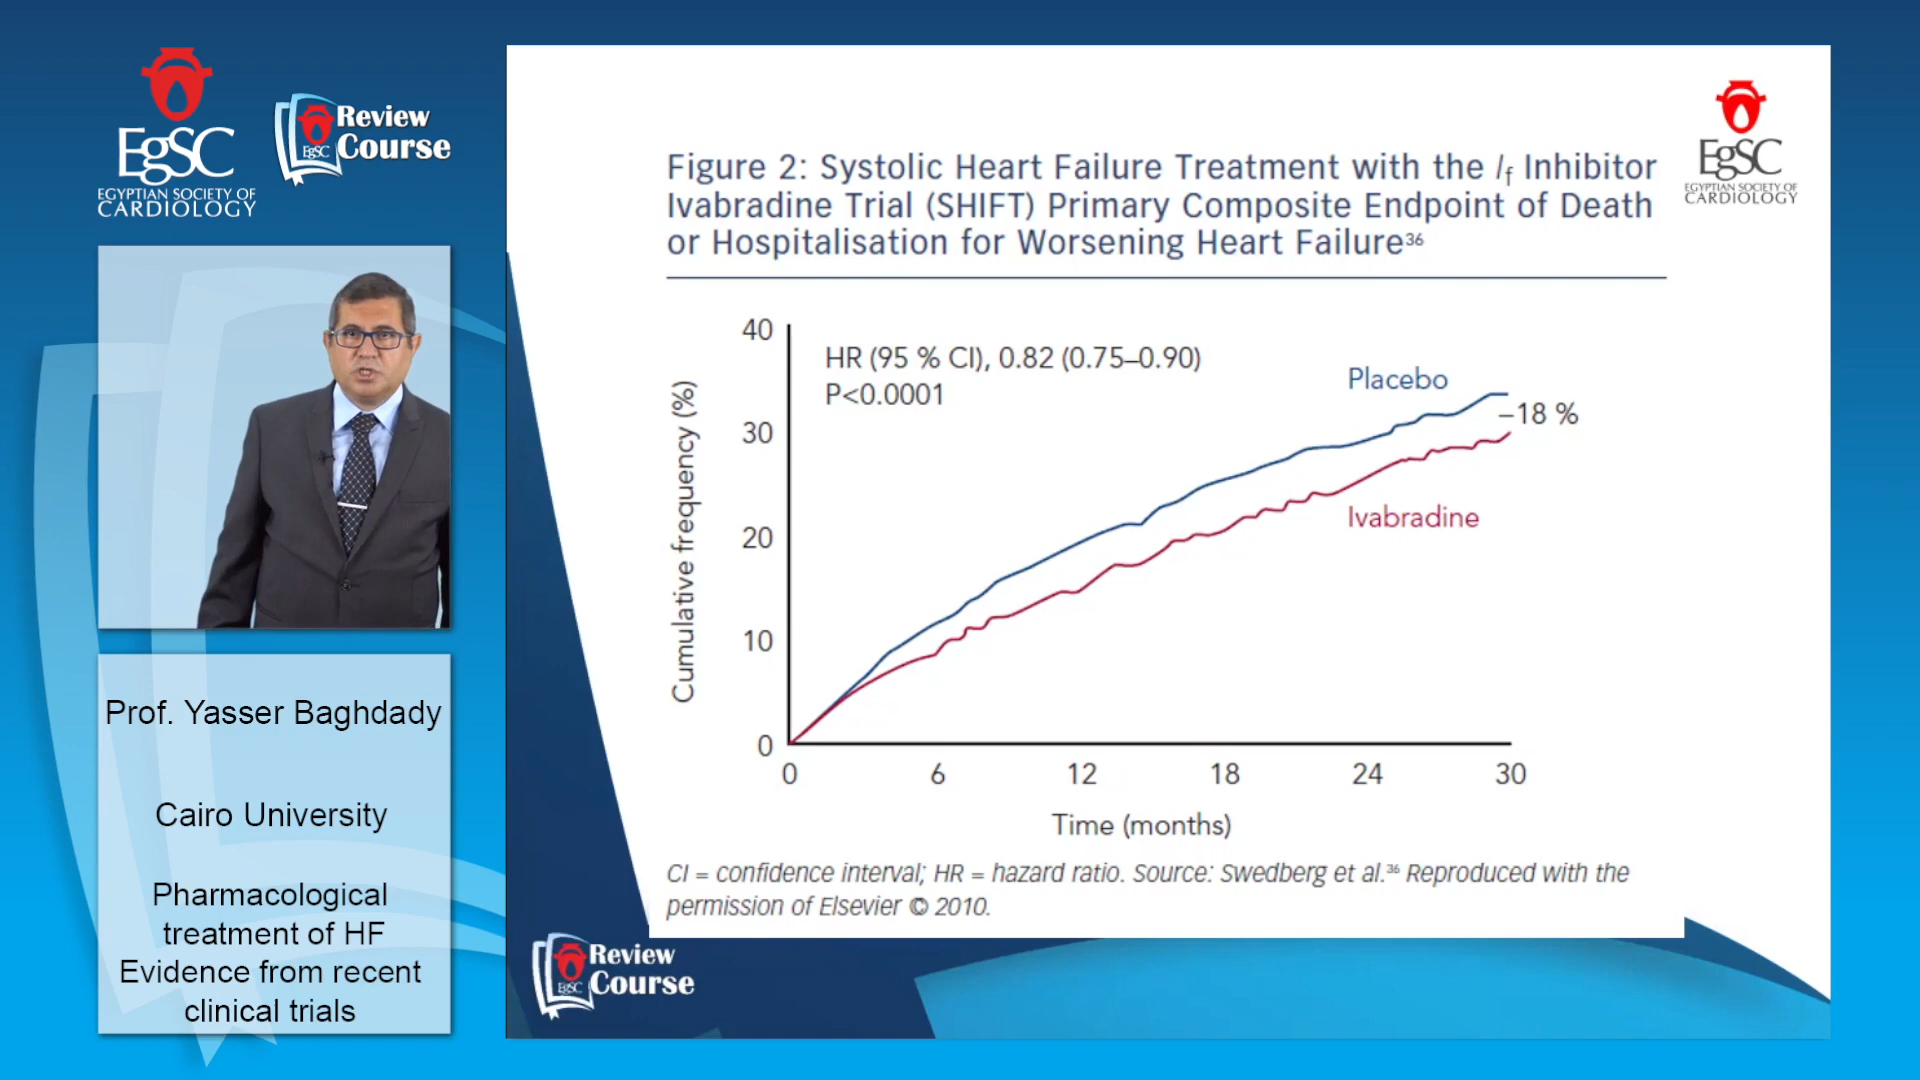 EgSC
EGYPTIAN SOCIETY OF
CARDIOLOGY
Review
Course
EgSC
Prof. Yasser Baghdady
Cairo University
Pharmacological
treatment of HF
Evidence from recent
clinical trials
EgSC
EGYPTIAN SOCIETY OF
CARDIOLOGY
Figure 2: Systolic Heart Failure Treatment with the If Inhibitor
Ivabradine Trial (SHIFT) Primary Composite Endpoint of Death
or Hospitalisation for Worsening Heart Failure³⁶
HR (95 % CI), 0.82 (0.75–0.90)
P<0.0001
Placebo
–18 %
Ivabradine
Cumulative frequency (%)
40
30
20
10
0
0 6 12 18 24 30
Time (months)
CI = confidence interval; HR = hazard ratio. Source: Swedberg et al.³⁶ Reproduced with the
permission of Elsevier © 2010.
Review
Course
EgSC